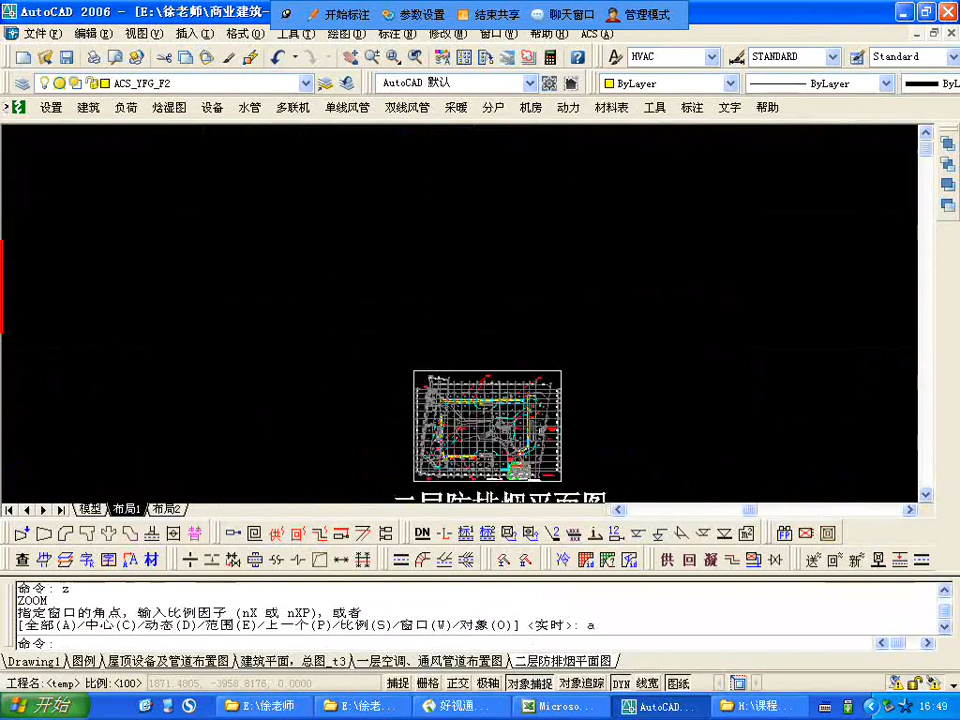 AutoCAD 2006 - [E:\徐老师\商业建筑-
开始标注 参数设置 结束共享 聊天窗口 管理模式
文件(F) 编辑(E) 视图(V) 插入(I) 格式(O) 工具(T) 绘图(D) 标注(N) 修改(M) 窗口(W) 帮助(H) ACS(A)
HVAC STANDARD Standard
ACS_YFG_F2 AutoCAD 默认 ByLayer ByLayer ByL
设置 建筑 负荷 焓湿图 设备 水管 多联机 单线风管 双线风管 采暖 分户 机房 动力 材料表 工具 标注 文字 帮助
二层防排烟平面图
模型 布局1 布局2
命令: z
ZOOM
指定窗口的角点, 输入比例因子 (nX 或 nXP), 或者
[全部(A)/中心(C)/动态(D)/范围(E)/上一个(P)/比例(S)/窗口(W)/对象(O)] <实时>: a
命令:
Drawing1 图例 屋顶设备及管道布置图 建筑平面, 总图_t3 一层空调、通风管道布置图 二层防排烟平面图
工程名:<temp> 比例:<100> 1871.4805, -3958.8176, 0.0000 捕捉 栅格 正交 极轴 对象捕捉 对象追踪 DYN 线宽 图纸
开始 E:\徐老师 E:\徐老... 好视通... Microso... AutoCAD... H:\课程... 16:49